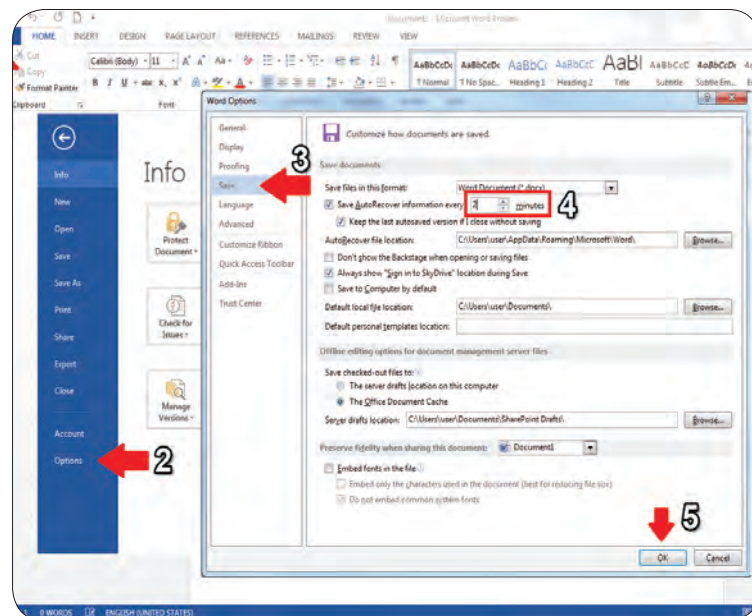 HOME INSERT DESIGN PAGE LAYOUT REFERENCES MAILINGS REVIEW VIEW
Cut
Copy
Format Painter
Calibri (Body) 11
AaBbCcDc AaBbCcDc AaBbCc AaBbCcC AaBl AaBbCcC AaBbCcDc
¶ Normal ¶ No Spac... Heading 1 Heading 2 Title Subtitle Subtle Em...
Clipboard Font
Word Options
Info
New
Open
Save
Save As
Print
Share
Export
Close
Account
Options
2
Info
Protect
Document
Check for
Issues
Manage
Versions
General
Display
Proofing
Save
Language
Advanced
Customize Ribbon
Quick Access Toolbar
Add-Ins
Trust Center
3
Customize how documents are saved.
Save documents
Save files in this format: Word Document (*.docx)
Save AutoRecover information every 2 minutes
4
Keep the last autosaved version if I close without saving
AutoRecover file location: C:\Users\user\AppData\Roaming\Microsoft\Word\ Browse...
Don't show the Backstage when opening or saving files
Always show "Sign in to SkyDrive" location during Save
Save to Computer by default
Default local file location: C:\Users\user\Documents\ Browse...
Default personal templates location:
Offline editing options for document management server files
Save checked-out files to:
The server drafts location on this computer
The Office Document Cache
Server drafts location: C:\Users\user\Documents\SharePoint Drafts\ Browse...
Preserve fidelity when sharing this document: Document1
Embed fonts in the file
Embed only the characters used in the document (best for reducing file size)
Do not embed common system fonts
5
OK Cancel
0 WORDS ENGLISH (UNITED STATES)